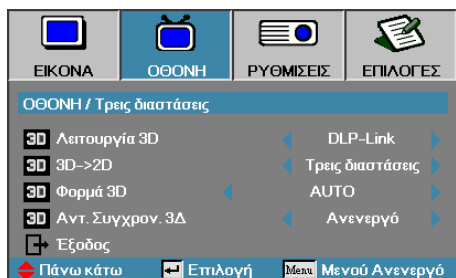 ΕΙΚΟΝΑ ΟΘΟΝΗ ΡΥΘΜΙΣΕΙΣ ΕΠΙΛΟΓΕΣ
ΟΘΟΝΗ / Τρεις διαστάσεις
3D Λειτουργία 3D DLP-Link
3D 3D->2D Τρεις διαστάσεις
3D Φορμά 3D AUTO
3D Αντ. Συγχρον. 3Δ Ανενεργό
Έξοδος
Πάνω κάτω Επιλογή Menu Μενού Ανενεργό